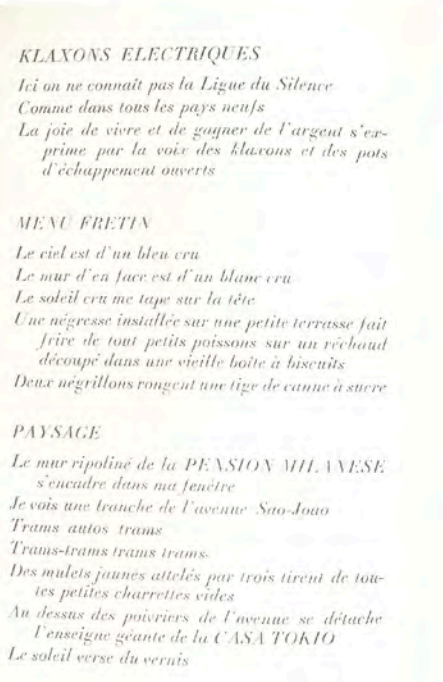 KLAXONS ELECTRIQUES
Ici on ne connaît pas la Ligue du Silence
Comme dans tous les pays neufs
La joie de vivre et de gagner de l'argent s'ex-
prime par la voix des klaxons et des pots
d'échappement ouverts
MENU FRETIN
Le ciel est d'un bleu cru
Le mur d'en face est d'un blanc cru
Le soleil cru me tape sur la tête
Une négresse installée sur une petite terrasse fait
frire de tout petits poissons sur un réchaud
découpé dans une vieille boîte à biscuits
Deux négrillons rongent une tige de canne à sucre
PAYSAGE
Le mur ripoliné de la PENSION MILANESE
s'encadre dans ma fenêtre
Je vois une tranche de l'avenue Sao-Joao
Trams autos trams
Trams-trams trams trams-
Des mulets jaunes attelés par trois tirent de tou-
tes petites charrettes vides
Au dessus des poivriers de l'avenue se détache
l'enseigne géante de la CASA TOKIO
Le soleil verse du vernis